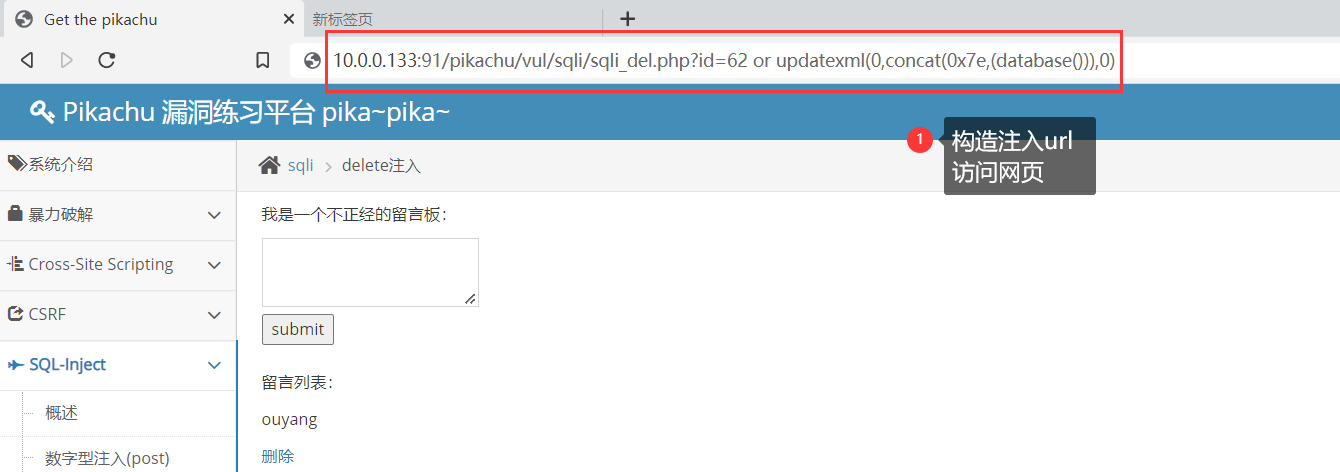 Get the pikachu
新标签页
10.0.0.133:91/pikachu/vul/sqli/sqli_del.php?id=62 or updatexml(0,concat(0x7e,(database())),0)
Pikachu 漏洞练习平台 pika~pika~
1
构造注入url
访问网页
系统介绍
sqli > delete注入
暴力破解
我是一个不正经的留言板：
Cross-Site Scripting
CSRF
submit
SQL-Inject
留言列表：
概述
ouyang
数字型注入(post)
删除